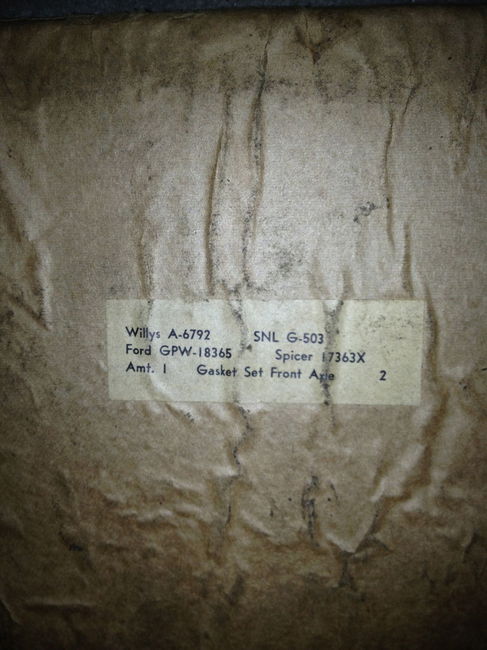 Willys A-6792 SNL G-503
Ford GPW-18365 Spicer 17363X
Amt. 1 Gasket Set Front Axle 2